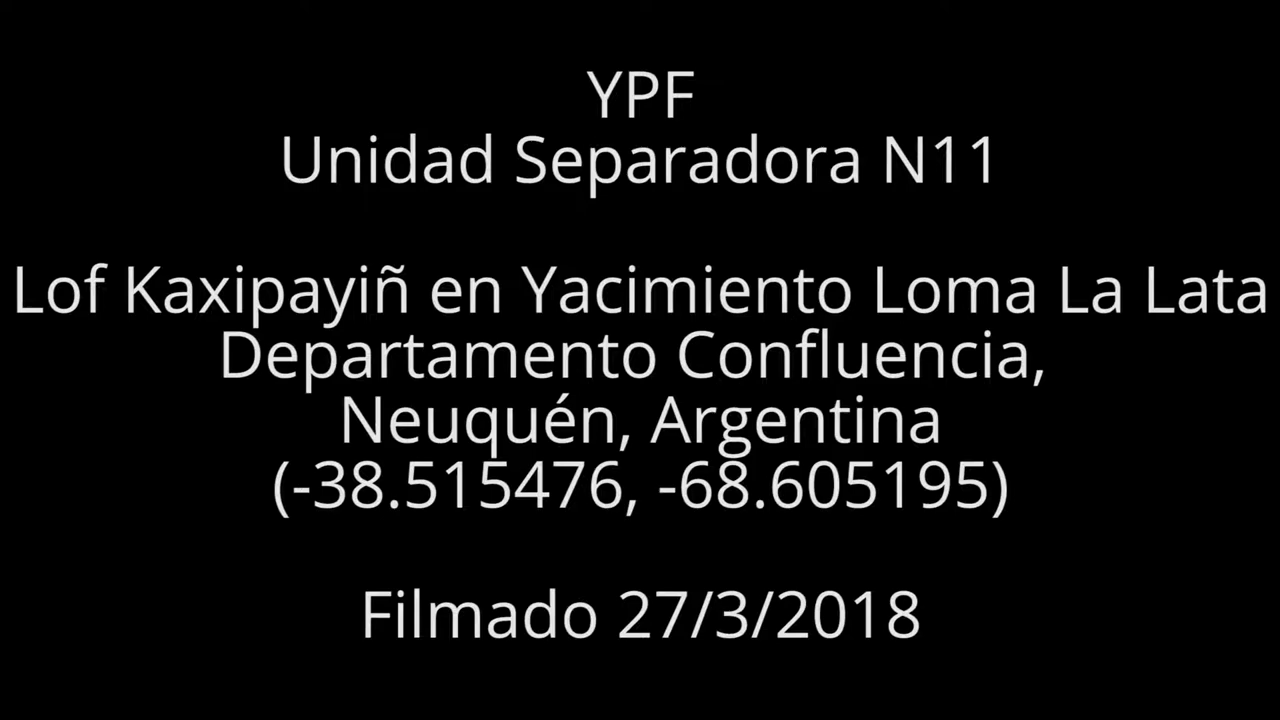 YPF
Unidad Separadora N11
Lof Kaxipayiñ en Yacimiento Loma La Lata
Departamento Confluencia,
Neuquén, Argentina
(-38.515476, -68.605195)
Filmado 27/3/2018